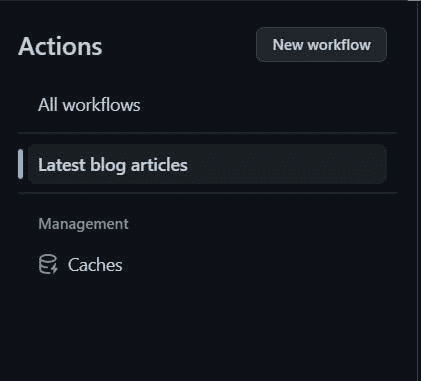 Actions
New workflow
All workflows
Latest blog articles
Management
Caches